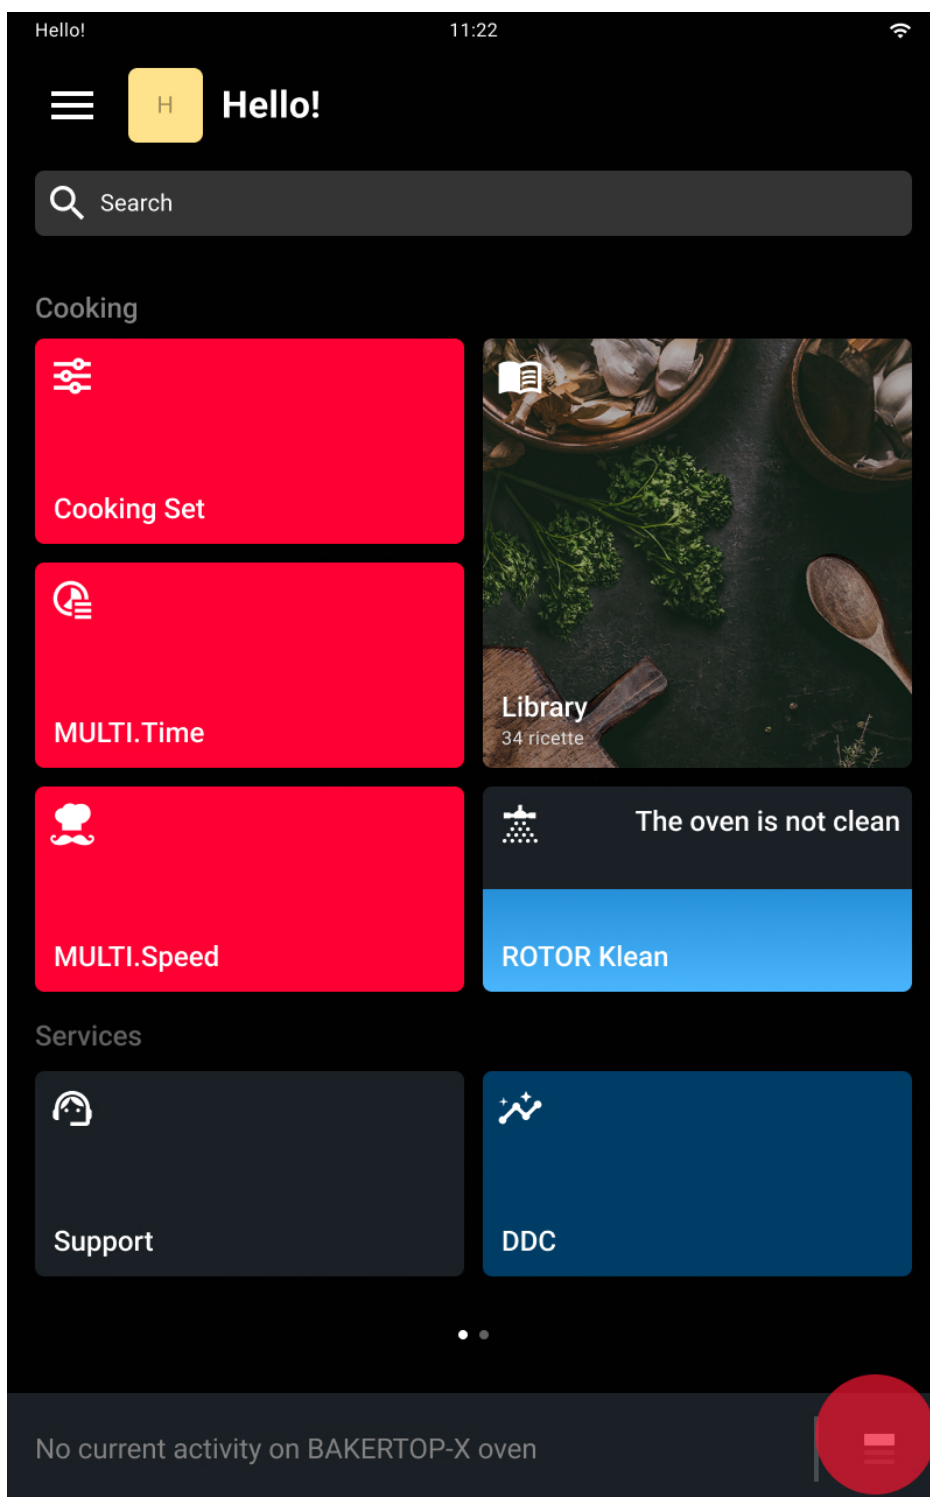 Hello! 11:22
H Hello!
Search
Cooking
Cooking Set
MULTI.Time
Library
34 ricette
MULTI.Speed
The oven is not clean
ROTOR Klean
Services
Support
DDC
No current activity on BAKERTOP-X oven